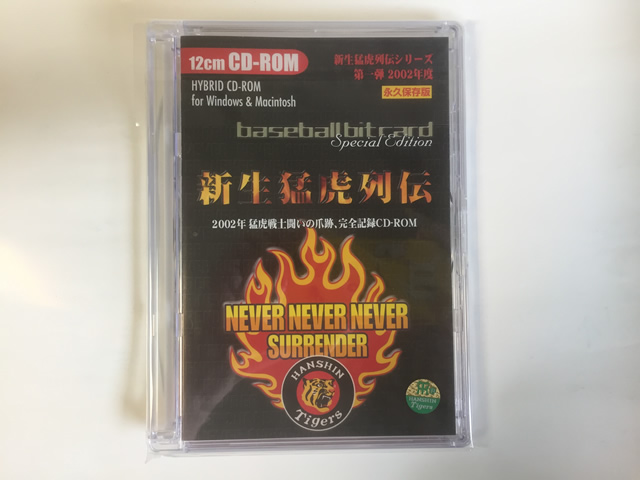 12cm CD-ROM
HYBRID CD-ROM
for Windows & Macintosh
新生猛虎列伝シリーズ
第一弾 2002年度
永久保存版
baseballbitcard
Special Edition
新生猛虎列伝
2002年 猛虎戦士闘いの爪跡、完全記録CD-ROM
NEVER NEVER NEVER
SURRENDER
HANSHIN
Tigers
HANSHIN
Tigers